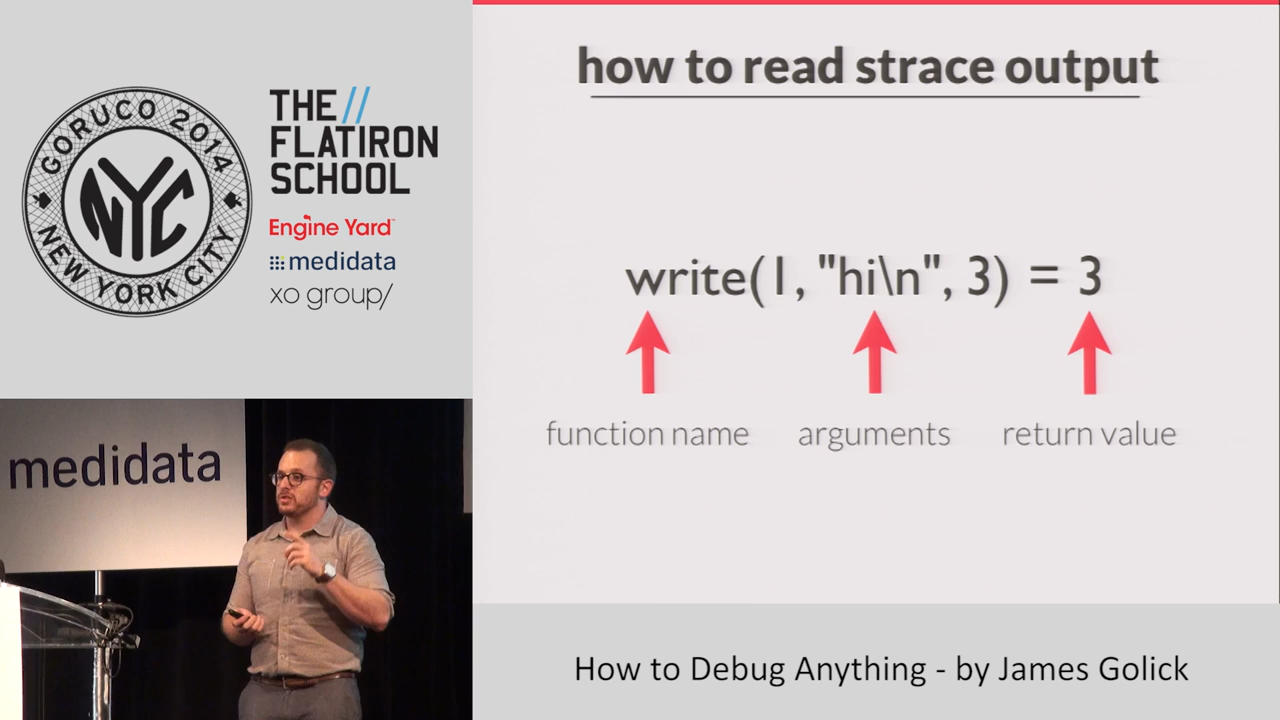 GORUCO 2014
NYC
NEW YORK CITY
THE //
FLATIRON
SCHOOL
Engine Yard™
medidata
xo group/
medidata
how to read strace output
write(1, "hi\n", 3) = 3
function name
arguments
return value
How to Debug Anything - by James Golick